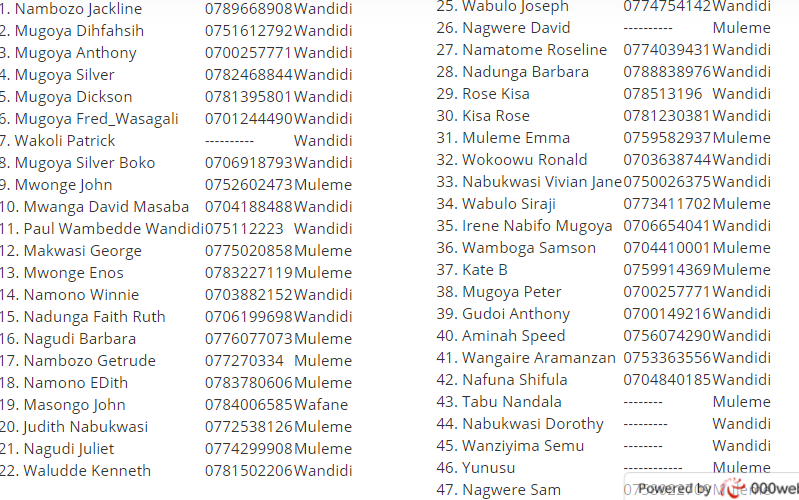 1. Nambozo Jackline 0789668908 Wandidi
2. Mugoya Dihfahsih 0751612792 Wandidi
3. Mugoya Anthony 0700257771 Wandidi
4. Mugoya Silver 0782468844 Wandidi
5. Mugoya Dickson 0781395801 Wandidi
6. Mugoya Fred_Wasagali 0701244490 Wandidi
7. Wakoli Patrick ---------- Wandidi
8. Mugoya Silver Boko 0706918793 Wandidi
9. Mwonge John 0752602473 Muleme
10. Mwanga David Masaba 0704188488 Wandidi
11. Paul Wambedde Wandidi 075112223 Wandidi
12. Makwasi George 0775020858 Muleme
13. Mwonge Enos 0783227119 Muleme
14. Namono Winnie 0703882152 Wandidi
15. Nadunga Faith Ruth 0706199698 Wandidi
16. Nagudi Barbara 0776077073 Muleme
17. Nambozo Getrude 077270334 Muleme
18. Namono EDith 0783780606 Muleme
19. Masongo John 0784006585 Wafane
20. Judith Nabukwasi 0772538126 Muleme
21. Nagudi Juliet 0774299908 Muleme
22. Waludde Kenneth 0781502206 Wandidi
25. Wabulo Joseph 0774754142 Wandidi
26. Nagwere David ---------- Muleme
27. Namatome Roseline 0774039431 Wandidi
28. Nadunga Barbara 0788838976 Wandidi
29. Rose Kisa 078513196 Wandidi
30. Kisa Rose 0781230381 Wandidi
31. Muleme Emma 0759582937 Muleme
32. Wokoowu Ronald 0703638744 Wandidi
33. Nabukwasi Vivian Jane 0750026375 Wandidi
34. Wabulo Siraji 0773411702 Muleme
35. Irene Nabifo Mugoya 0706654041 Wandidi
36. Wamboga Samson 0704410001 Muleme
37. Kate B 0759914369 Muleme
38. Mugoya Peter 0700257771 Wandidi
39. Gudoi Anthony 0700149216 Wandidi
40. Aminah Speed 0756074290 Wandidi
41. Wangaire Aramanzan 0753363556 Wandidi
42. Nafuna Shifula 0704840185 Wandidi
43. Tabu Nandala -------- Muleme
44. Nabukwasi Dorothy --------- Wandidi
45. Wanziyima Semu -------- Wandidi
46. Yunusu -------- Muleme
47. Nagwere Sam Muleme
Powered by 000web